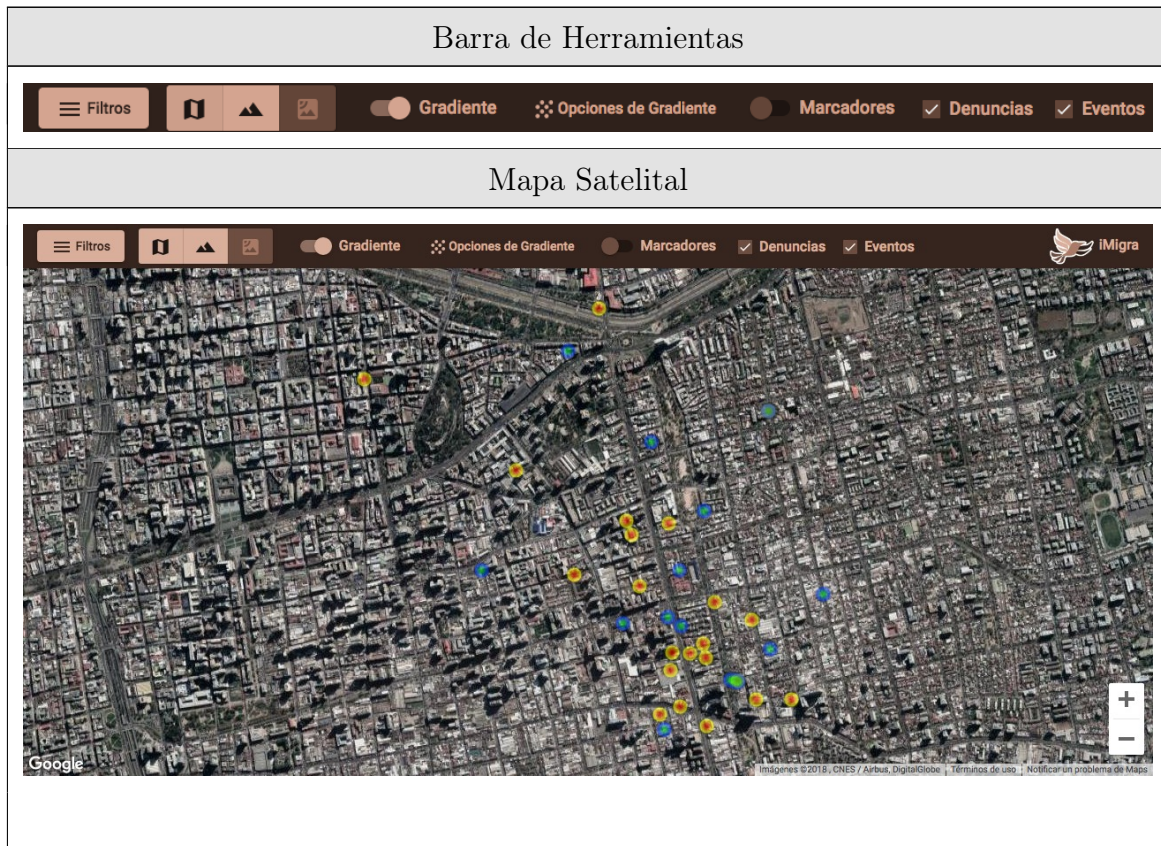 Barra de Herramientas
Filtros Gradiente Opciones de Gradiente Marcadores Denuncias Eventos
Mapa Satelital
Filtros Gradiente Opciones de Gradiente Marcadores Denuncias Eventos iMigra
+
−
Google Imágenes ©2018 , CNES / Airbus, DigitalGlobe Términos de uso Notificar un problema de Maps